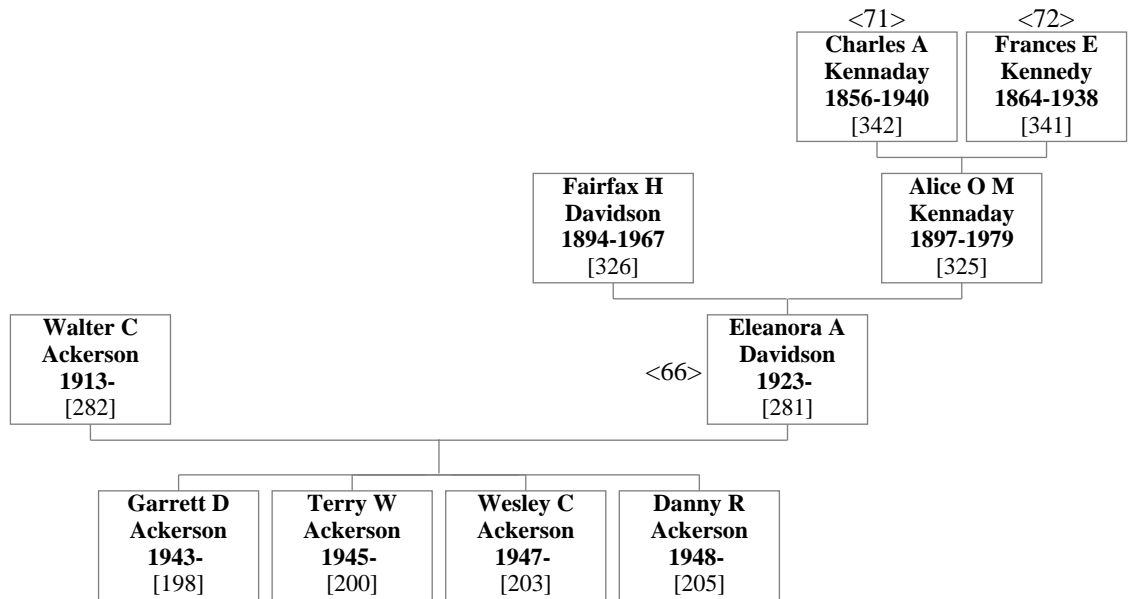 <71>
<72>
Charles A
Kennaday
1856-1940
[342]
Frances E
Kennedy
1864-1938
[341]
Fairfax H
Davidson
1894-1967
[326]
Alice O M
Kennaday
1897-1979
[325]
Walter C
Ackerson
1913-
[282]
<66>
Eleanora A
Davidson
1923-
[281]
Garrett D
Ackerson
1943-
[198]
Terry W
Ackerson
1945-
[200]
Wesley C
Ackerson
1947-
[203]
Danny R
Ackerson
1948-
[205]